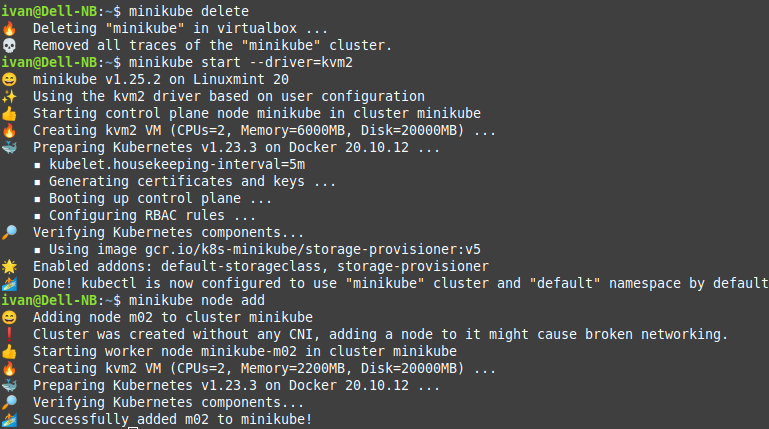 ivan@Dell-NB:~$ minikube delete
🔥 Deleting "minikube" in virtualbox ...
💀 Removed all traces of the "minikube" cluster.
ivan@Dell-NB:~$ minikube start --driver=kvm2
😄 minikube v1.25.2 on Linuxmint 20
✨ Using the kvm2 driver based on user configuration
👍 Starting control plane node minikube in cluster minikube
🔥 Creating kvm2 VM (CPUs=2, Memory=6000MB, Disk=20000MB) ...
🐳 Preparing Kubernetes v1.23.3 on Docker 20.10.12 ...
▪ kubelet.housekeeping-interval=5m
▪ Generating certificates and keys ...
▪ Booting up control plane ...
▪ Configuring RBAC rules ...
🔎 Verifying Kubernetes components...
▪ Using image gcr.io/k8s-minikube/storage-provisioner:v5
🌟 Enabled addons: default-storageclass, storage-provisioner
🏄 Done! kubectl is now configured to use "minikube" cluster and "default" namespace by default
ivan@Dell-NB:~$ minikube node add
😄 Adding node m02 to cluster minikube
❗ Cluster was created without any CNI, adding a node to it might cause broken networking.
👍 Starting worker node minikube-m02 in cluster minikube
🔥 Creating kvm2 VM (CPUs=2, Memory=2200MB, Disk=20000MB) ...
🐳 Preparing Kubernetes v1.23.3 on Docker 20.10.12 ...
🔎 Verifying Kubernetes components...
🏄 Successfully added m02 to minikube!